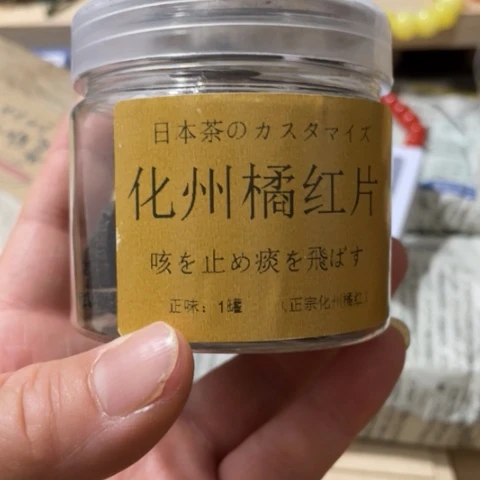 日本茶のカスタマイズ
化州橘红片
咳を止め痰を飛ばす
正味：1罐 （正宗化州橘红）